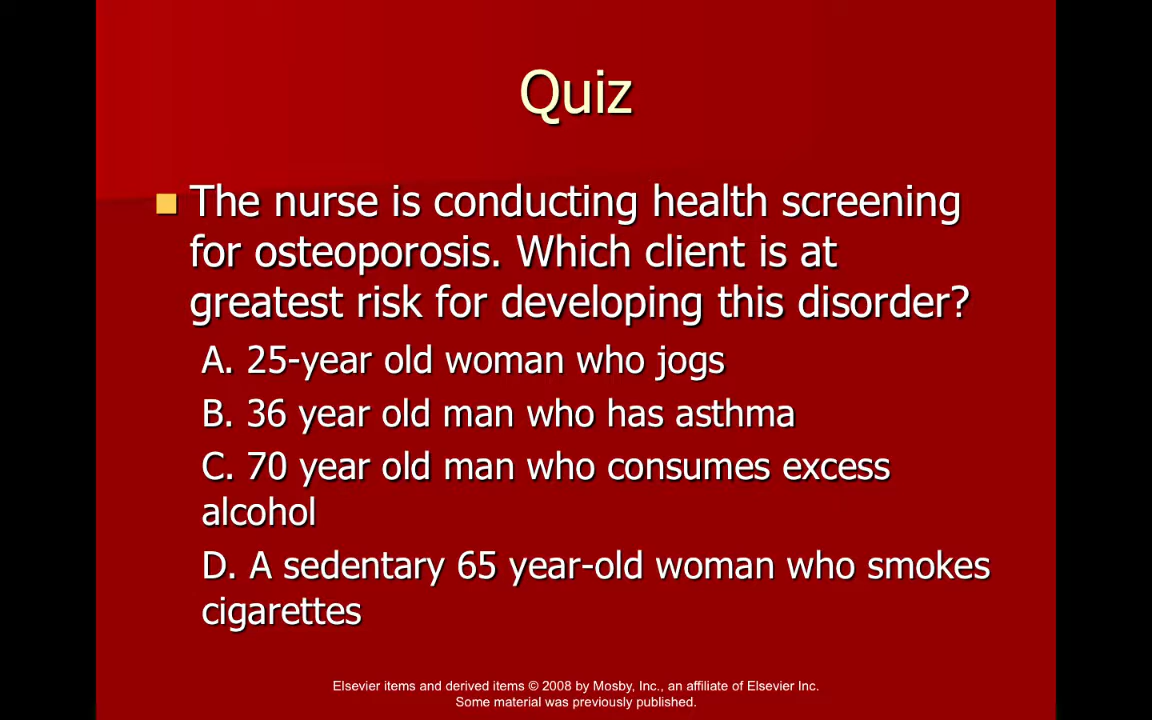 Quiz
The nurse is conducting health screening
for osteoporosis. Which client is at
greatest risk for developing this disorder?
A. 25-year old woman who jogs
B. 36 year old man who has asthma
C. 70 year old man who consumes excess
alcohol
D. A sedentary 65 year-old woman who smokes
cigarettes
Elsevier items and derived items © 2008 by Mosby, Inc., an affiliate of Elsevier Inc.
Some material was previously published.